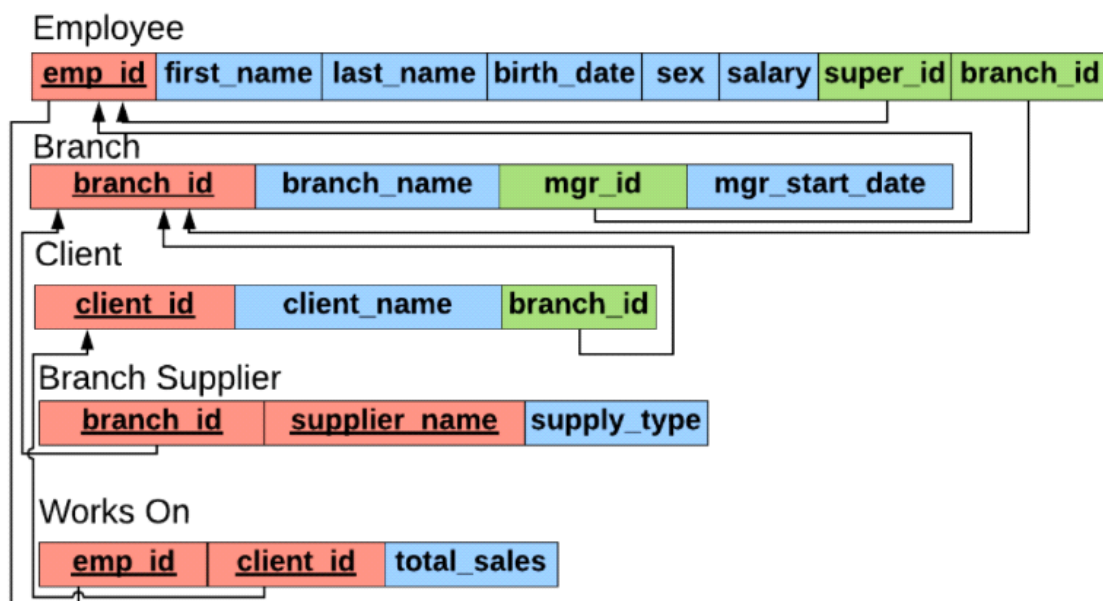 Employee
emp_id first_name last_name birth_date sex salary super_id branch_id
Branch
branch_id branch_name mgr_id mgr_start_date
Client
client_id client_name branch_id
Branch Supplier
branch_id supplier_name supply_type
Works On
emp_id client_id total_sales